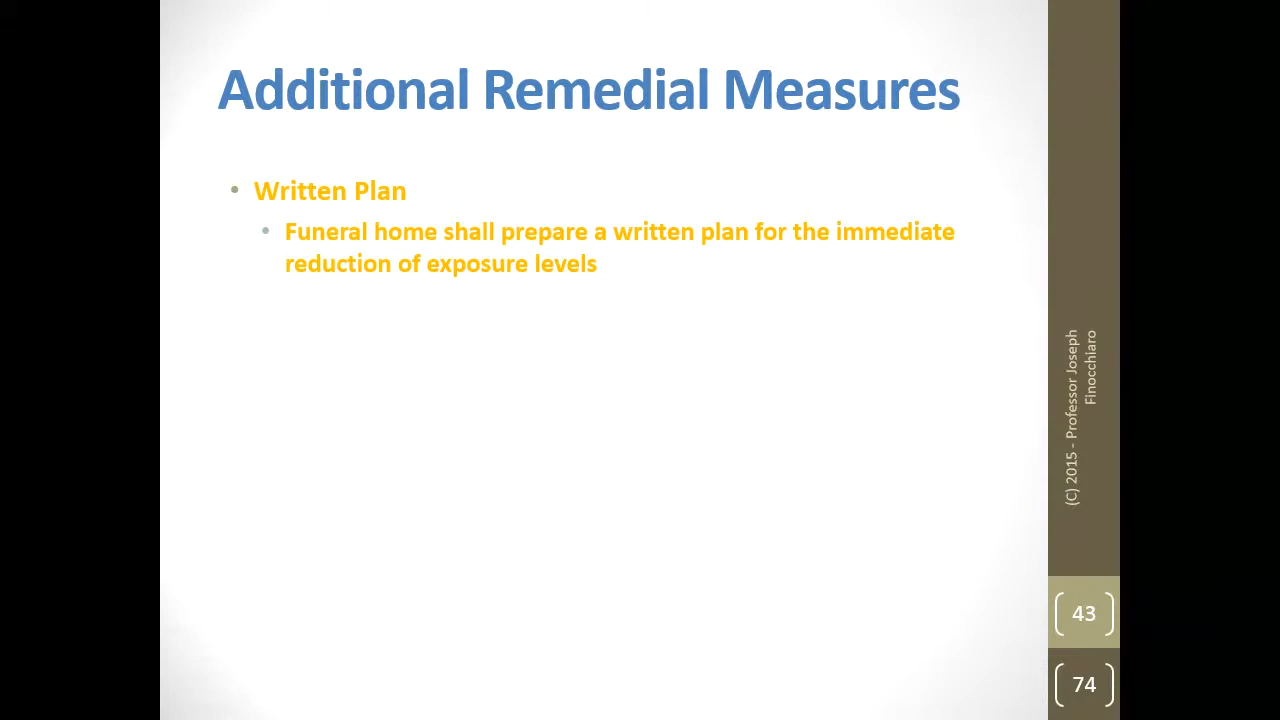 Additional Remedial Measures
• Written Plan
• Funeral home shall prepare a written plan for the immediate
reduction of exposure levels
(C) 2015 - Professor Joseph
Finocchiaro
43
74